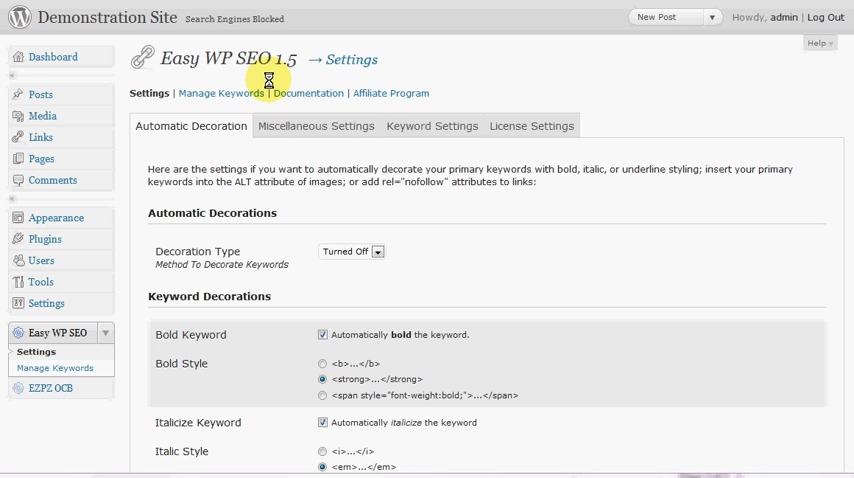 Demonstration Site Search Engines Blocked
New Post
Howdy, admin | Log Out
Help
Dashboard
Posts
Media
Links
Pages
Comments
Appearance
Plugins
Users
Tools
Settings
Easy WP SEO
Settings
Manage Keywords
EZPZ OCB
Easy WP SEO 1.5 → Settings
Settings | Manage Keywords | Documentation | Affiliate Program
Automatic Decoration
Miscellaneous Settings
Keyword Settings
License Settings
Here are the settings if you want to automatically decorate your primary keywords with bold, italic, or underline styling; insert your primary
keywords into the ALT attribute of images; or add rel="nofollow" attributes to links:
Automatic Decorations
Decoration Type
Method To Decorate Keywords
Turned Off
Keyword Decorations
Bold Keyword
Automatically bold the keyword.
Bold Style
<b>...</b>
<strong>...</strong>
<span style="font-weight:bold;">...</span>
Italicize Keyword
Automatically italicize the keyword
Italic Style
<i>...</i>
<em>...</em>